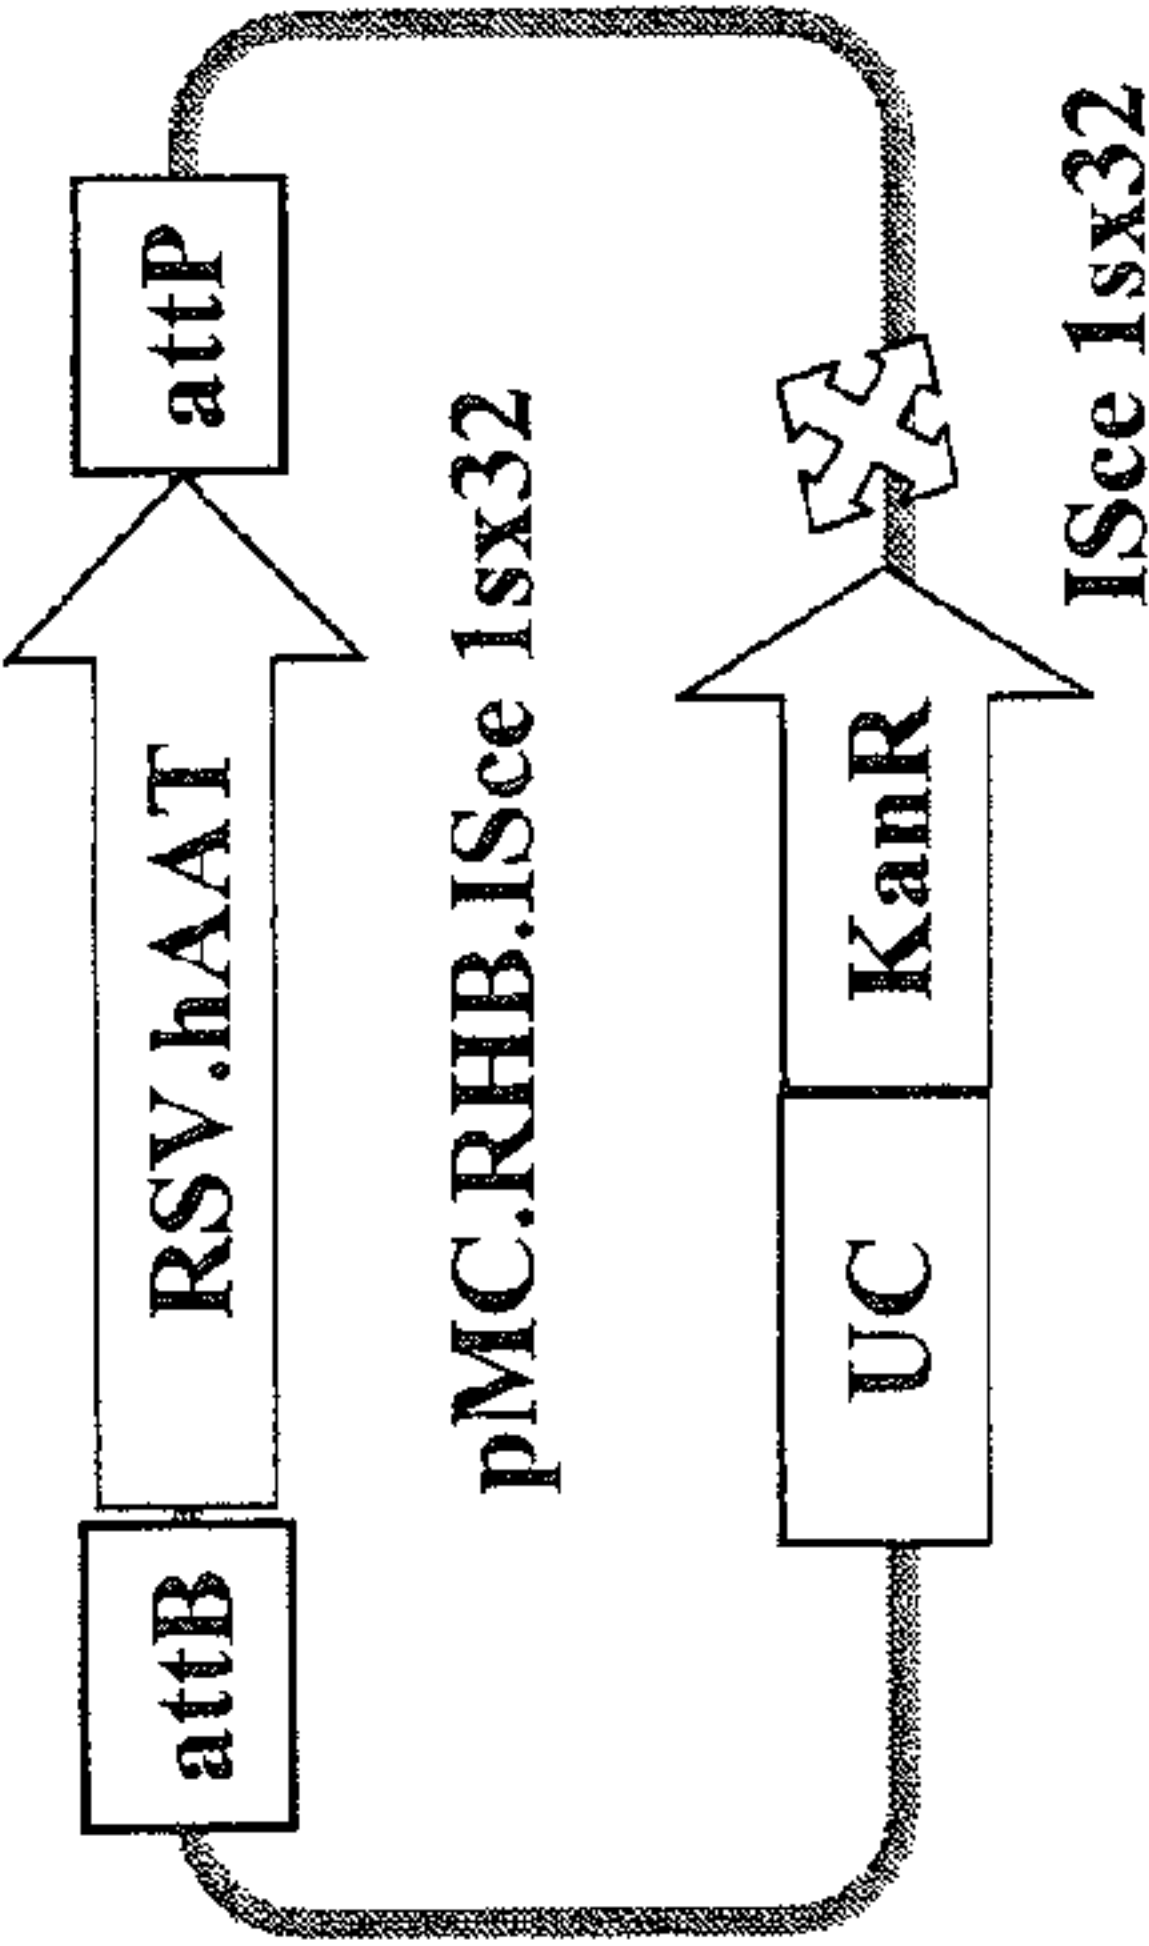 attB
RSV.hAAT
attP
pMC.RHB.ISce 1sx32
UC
KanR
ISce 1sx32